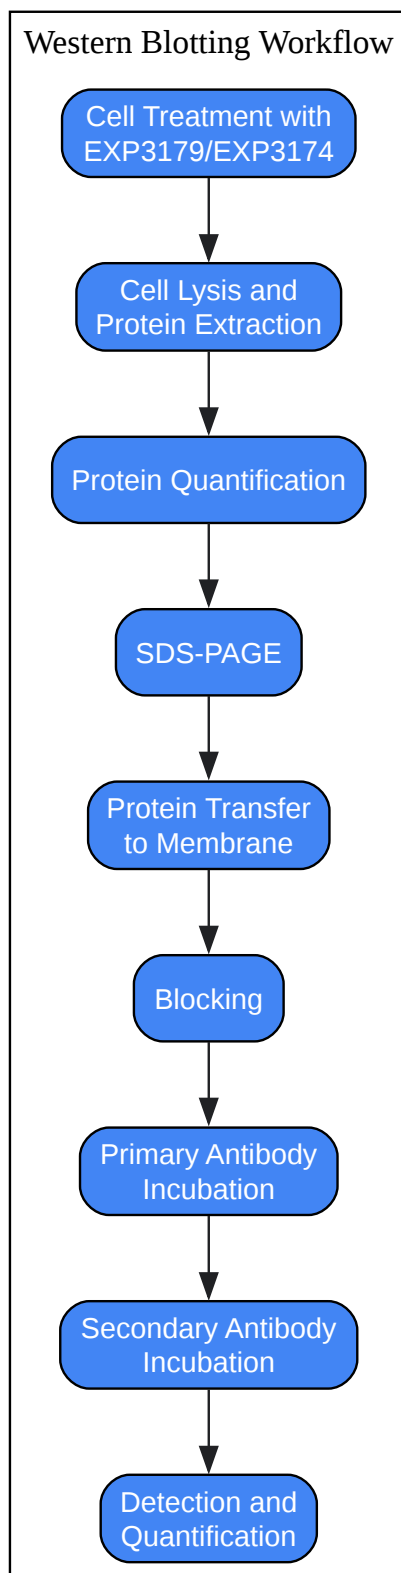 Western Blotting Workflow
Cell Treatment with
EXP3179/EXP3174
Cell Lysis and
Protein Extraction
Protein Quantification
SDS-PAGE
Protein Transfer
to Membrane
Blocking
Primary Antibody
Incubation
Secondary Antibody
Incubation
Detection and
Quantification